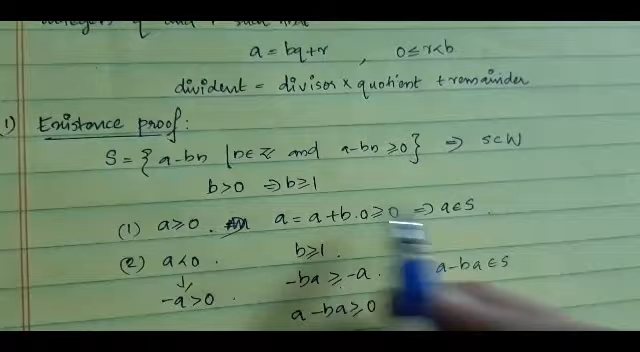 a = bq+r , 0≤r<b
divident = divisor × quotient + remainder
1) Existance proof:
S = { a-bn | n∈ℤ and a-bn ≥0} ⇒ S⊂W
b>0 ⇒ b≥1
(1) a≥0. a = a+b.0≥0 ⇒ a∈S.
(2) a<0. b≥1.
↓ -ba ≥ -a. a-ba∈S
-a>0. a-ba≥0